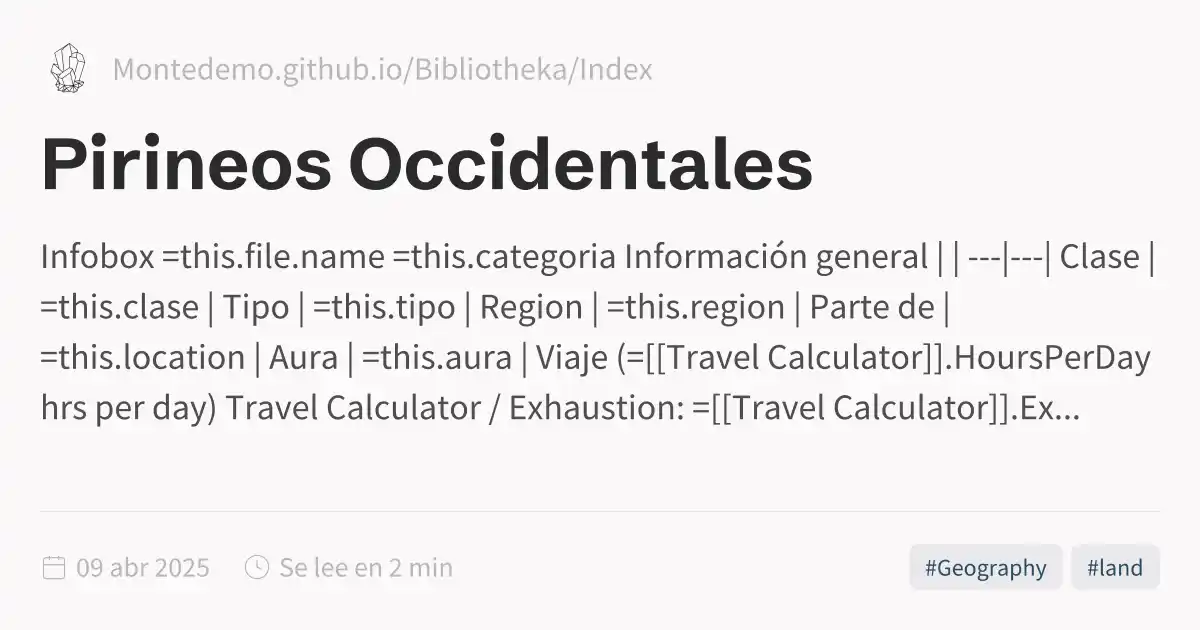 Montedemo.github.io/Bibliotheka/Index
Pirineos Occidentales
Infobox =this.file.name =this.categoria Información general | | ---|---| Clase |
=this.clase | Tipo | =this.tipo | Region | =this.region | Parte de |
=this.location | Aura | =this.aura | Viaje (=[[Travel Calculator]].HoursPerDay
hrs per day) Travel Calculator / Exhaustion: =[[Travel Calculator]].Ex...
09 abr 2025 Se lee en 2 min #Geography #land